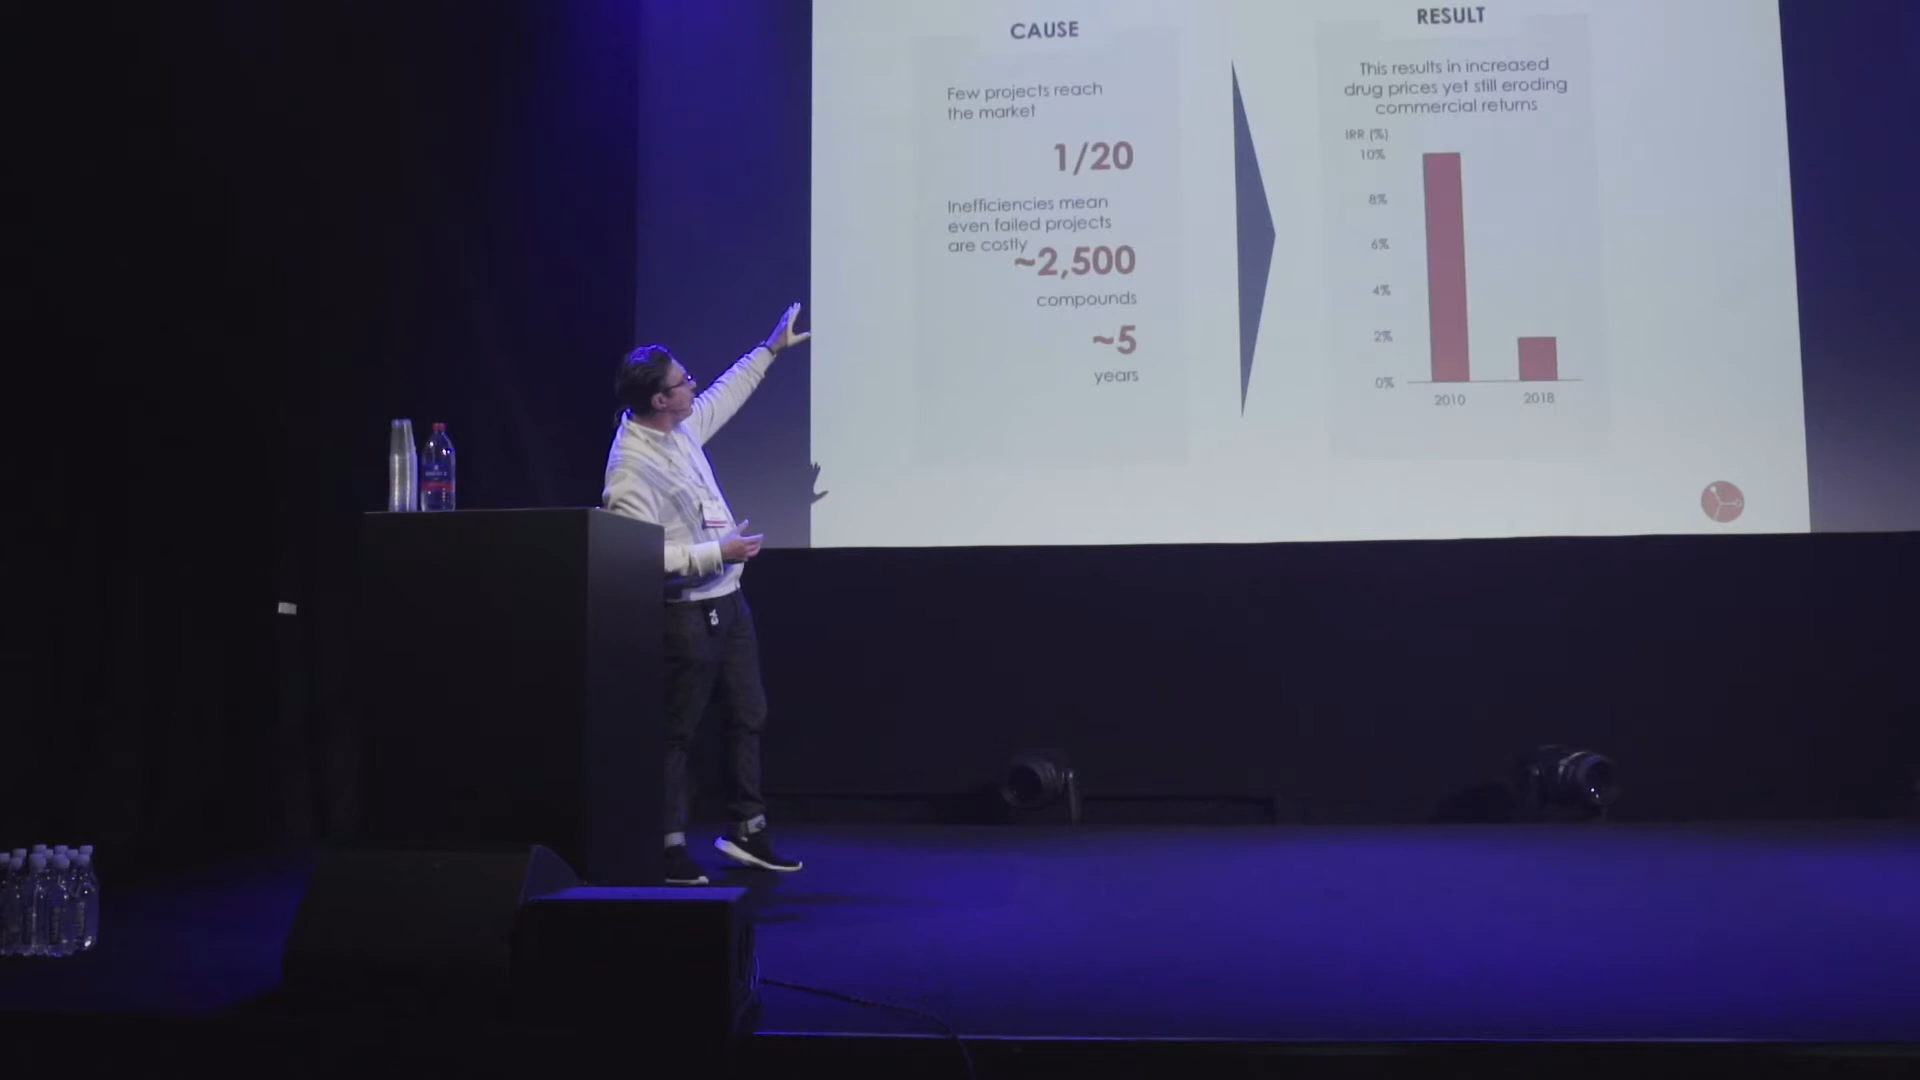 CAUSE
Few projects reach
the market
1/20
Inefficiencies mean
even failed projects
are costly
~2,500
compounds
~5
years
RESULT
This results in increased
drug prices yet still eroding
commercial returns
IRR (%)
10%
8%
6%
4%
2%
0%
2010
2018